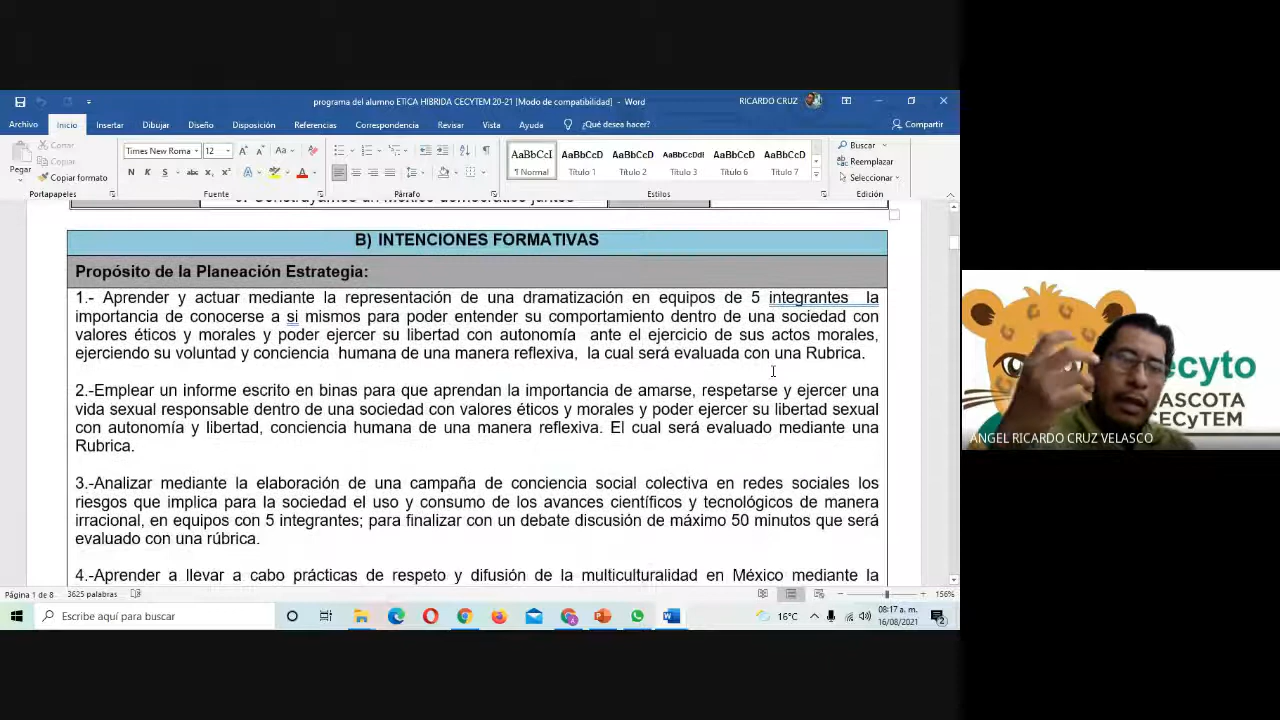 programa del alumno ETICA HIBRIDA CECYTEM 20-21 [Modo de compatibilidad] - Word
RICARDO CRUZ
Archivo Inicio Insertar Dibujar Diseño Disposición Referencias Correspondencia Revisar Vista Ayuda ¿Qué desea hacer? Compartir
Pegar
Cortar
Copiar
Copiar formato
Times New Roma 12
N K S abc
AaBbCcI AaBbCcD AaBbCcD AaBbCcDdI AaBbCcD AaBbCcD
¶ Normal Título 1 Título 2 Título 3 Título 6 Título 7
Buscar
Reemplazar
Seleccionar
Portapapeles Fuente Párrafo Estilos Edición
B) INTENCIONES FORMATIVAS
Propósito de la Planeación Estrategia:
1.- Aprender y actuar mediante la representación de una dramatización en equipos de 5 integrantes la
importancia de conocerse a si mismos para poder entender su comportamiento dentro de una sociedad con
valores éticos y morales y poder ejercer su libertad con autonomía ante el ejercicio de sus actos morales,
ejerciendo su voluntad y conciencia humana de una manera reflexiva, la cual será evaluada con una Rubrica.
2.-Emplear un informe escrito en binas para que aprendan la importancia de amarse, respetarse y ejercer una
vida sexual responsable dentro de una sociedad con valores éticos y morales y poder ejercer su libertad sexual
con autonomía y libertad, conciencia humana de una manera reflexiva. El cual será evaluado mediante una
Rubrica.
3.-Analizar mediante la elaboración de una campaña de conciencia social colectiva en redes sociales los
riesgos que implica para la sociedad el uso y consumo de los avances científicos y tecnológicos de manera
irracional, en equipos con 5 integrantes; para finalizar con un debate discusión de máximo 50 minutos que será
evaluado con una rúbrica.
4.-Aprender a llevar a cabo prácticas de respeto y difusión de la multiculturalidad en México mediante la
Página 1 de 8 3625 palabras 156%
Escribe aquí para buscar
16°C
08:17 a. m.
16/08/2021
ecyto
MASCOTA
CECyTEM
ANGEL RICARDO CRUZ VELASCO